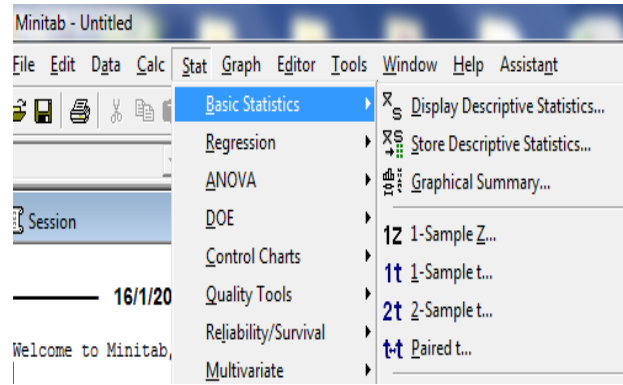 Minitab - Untitled
File Edit Data Calc Stat Graph Editor Tools Window Help Assistant
Basic Statistics
Regression
ANOVA
DOE
Control Charts
Quality Tools
Reliability/Survival
Multivariate
Display Descriptive Statistics...
Store Descriptive Statistics...
Graphical Summary...
1Z 1-Sample Z...
1t 1-Sample t...
2t 2-Sample t...
t-t Paired t...
Session
16/1/20
Welcome to Minitab,